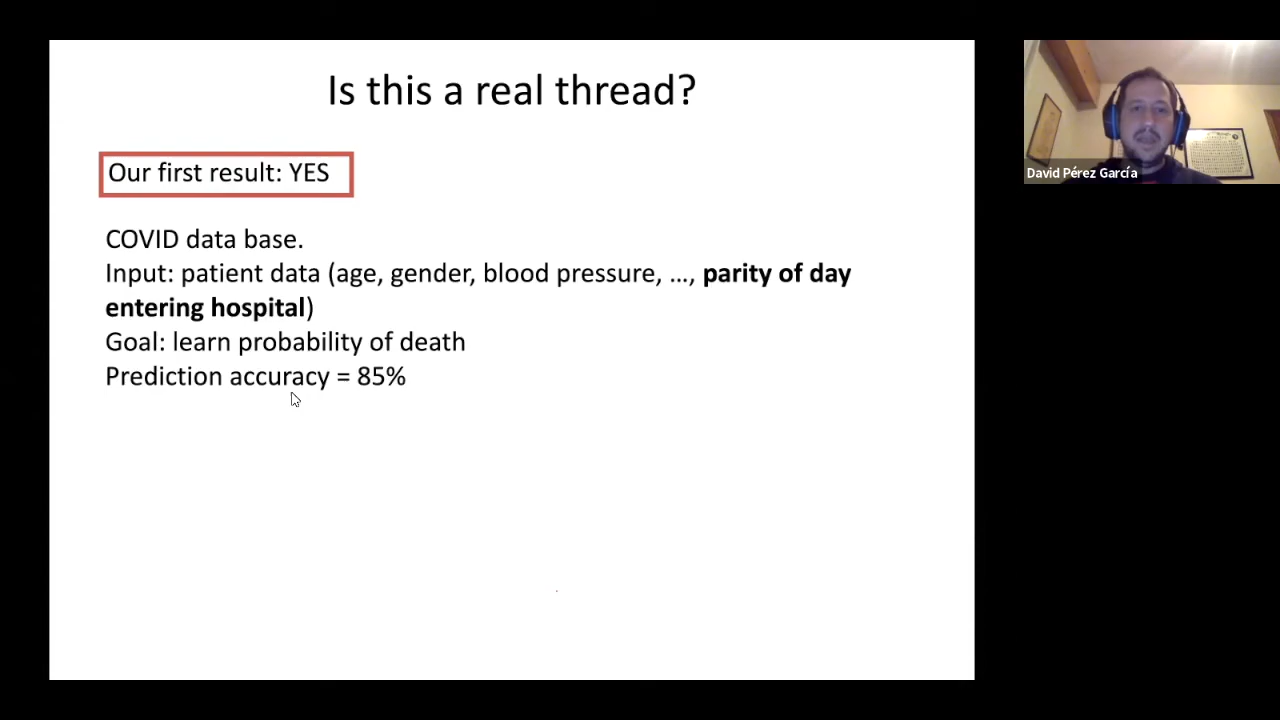 Is this a real thread?
Our first result: YES
COVID data base.
Input: patient data (age, gender, blood pressure, …, parity of day
entering hospital)
Goal: learn probability of death
Prediction accuracy = 85%
David Pérez García